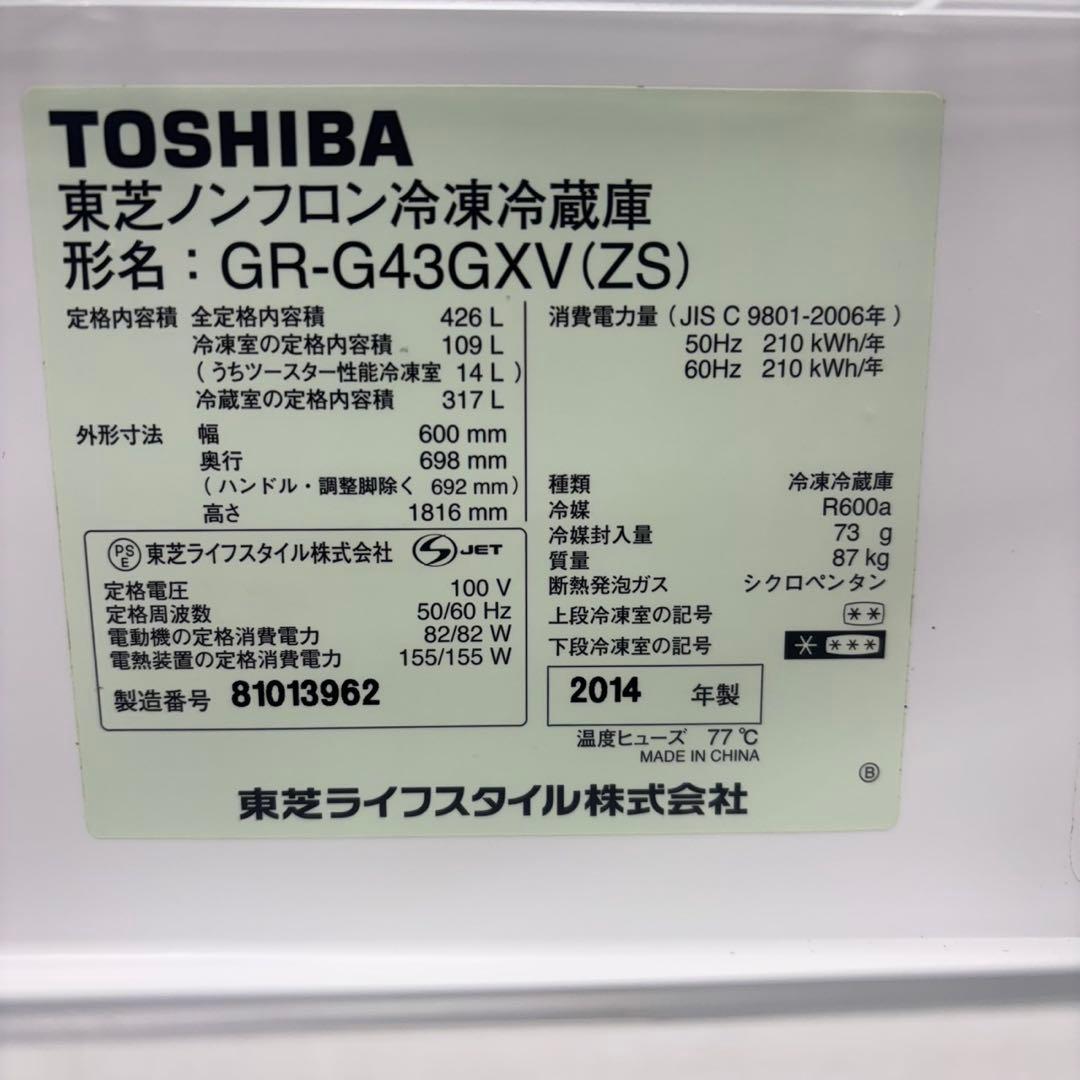 TOSHIBA
東芝ノンフロン冷凍冷蔵庫
形名：GR-G43GXV(ZS)
定格内容積 全定格内容積 426 L
冷凍室の定格内容積 109 L
(うちツースター性能冷凍室 14 L)
冷蔵室の定格内容積 317 L
外形寸法 幅 600 mm
奥行 698 mm
(ハンドル・調整脚除く 692 mm)
高さ 1816 mm
PSE 東芝ライフスタイル株式会社 JET
定格電圧 100 V
定格周波数 50/60 Hz
電動機の定格消費電力 82/82 W
電熱装置の定格消費電力 155/155 W
製造番号 81013962
消費電力量 (JIS C 9801-2006年)
50Hz 210 kWh/年
60Hz 210 kWh/年
種類 冷凍冷蔵庫
冷媒 R600a
冷媒封入量 73 g
質量 87 kg
断熱発泡ガス シクロペンタン
上段冷凍室の記号 **
下段冷凍室の記号 * ***
2014 年製
温度ヒューズ 77℃
MADE IN CHINA
Ⓑ
東芝ライフスタイル株式会社